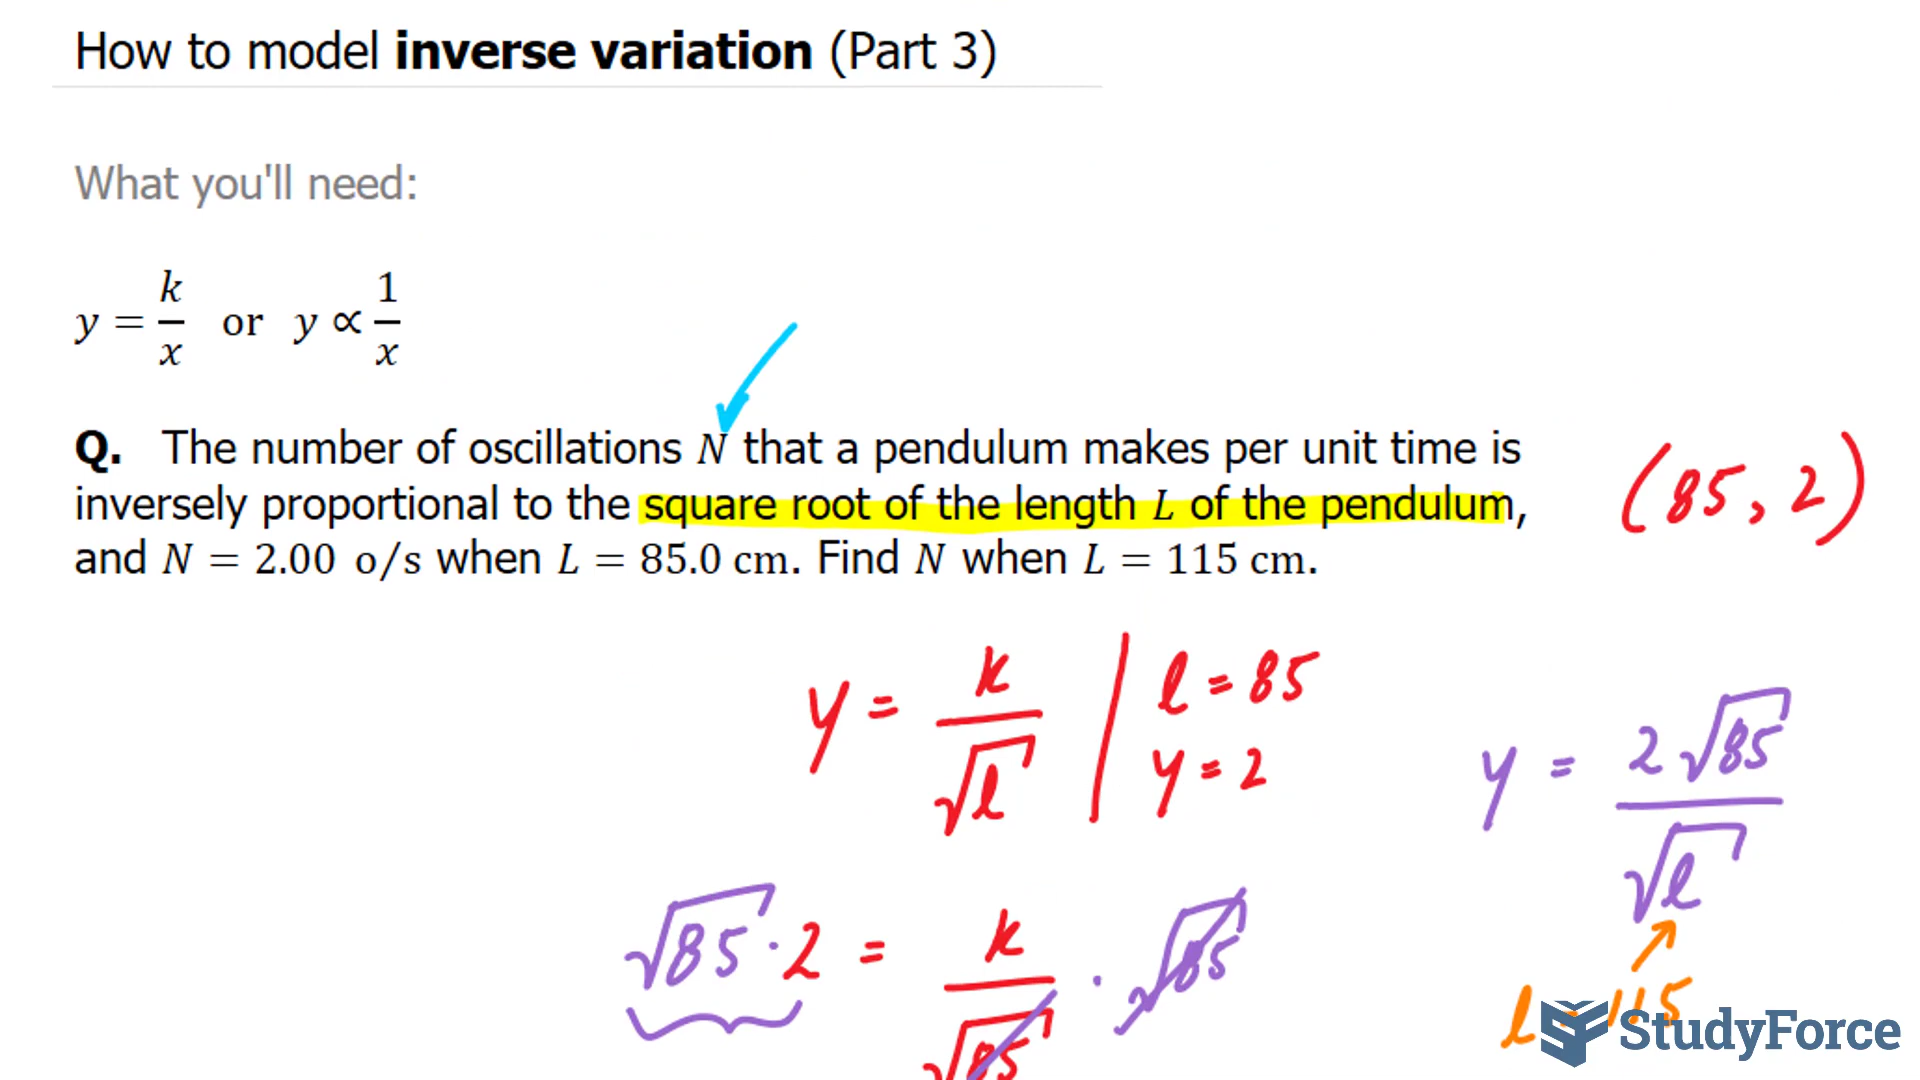 How to model inverse variation (Part 3)
What you'll need:
y = k/x or y ∝ 1/x
Q. The number of oscillations N that a pendulum makes per unit time is
inversely proportional to the square root of the length L of the pendulum,
and N = 2.00 o/s when L = 85.0 cm. Find N when L = 115 cm.
(85, 2)
y = k/√l | l = 85
y = 2
y = 2√85/√l
√85 · 2 = k/√85 · √85
l = 115
StudyForce